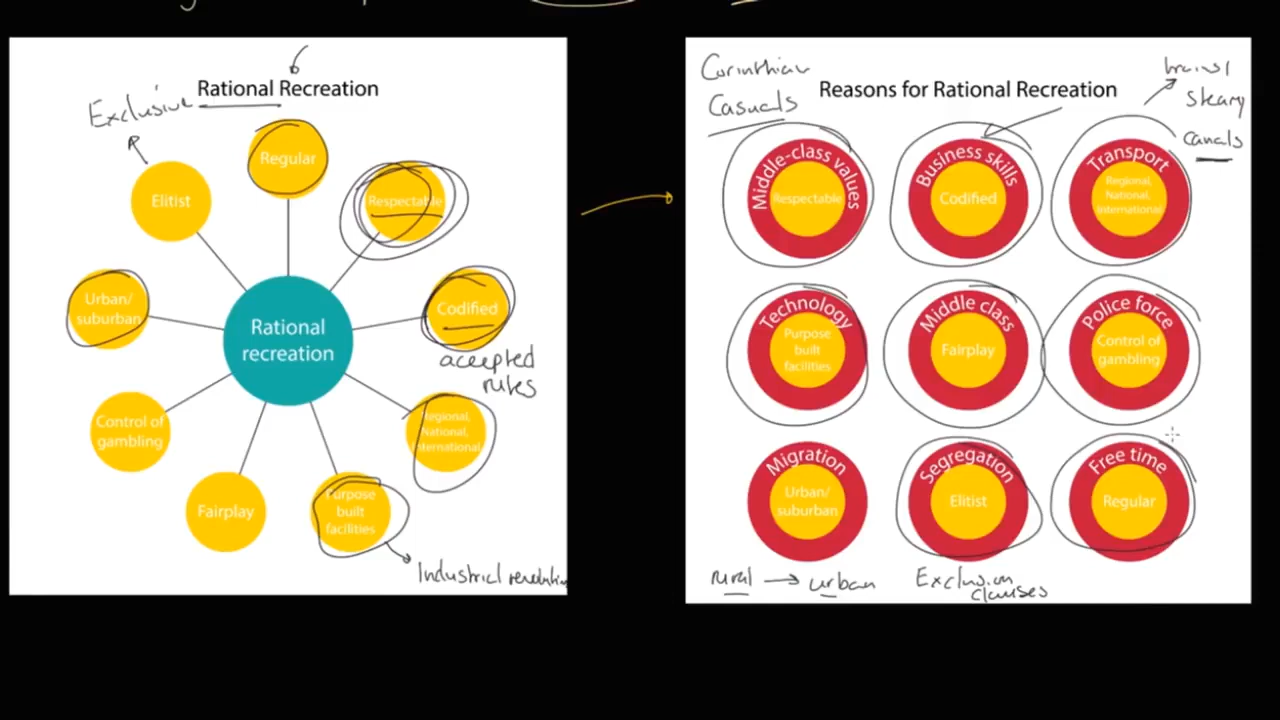 Rational Recreation
Exclusive
Regular
Elitist
Respectable
Urban/
suburban
Codified
Rational
recreation
accepted
rules
Control of
gambling
Regional,
National,
International
Fairplay
Purpose
built
facilities
Industrial revolution
Corinthian
Casuals
Reasons for Rational Recreation
canals
Middle-class values
Respectable
Business skills
Codified
Transport
Regional,
National,
International
Technology
Purpose
built
facilities
Middle class
Fairplay
Police force
Control of
gambling
Migration
Urban/
suburban
Segregation
Elitist
Free time
Regular
rural → urban
Exclusion
clauses